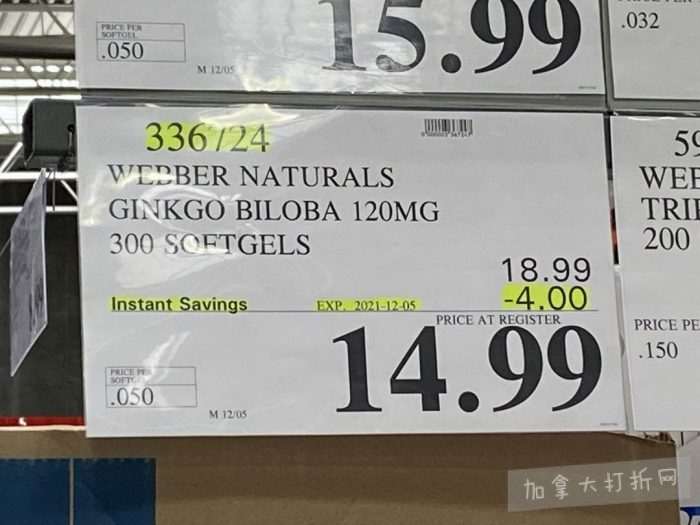 PRICE PER
SOFTGEL
.050
M 12/05
15.99
.032
336724
WEBBER NATURALS
GINKGO BILOBA 120MG
300 SOFTGELS
18.99
Instant Savings EXP. 2021-12-05 -4.00
PRICE AT REGISTER
14.99
PRICE PER
SOFTGEL
.050
M 12/05
59
WEB
TRI
200
PRICE PE
.150
加拿大打折网